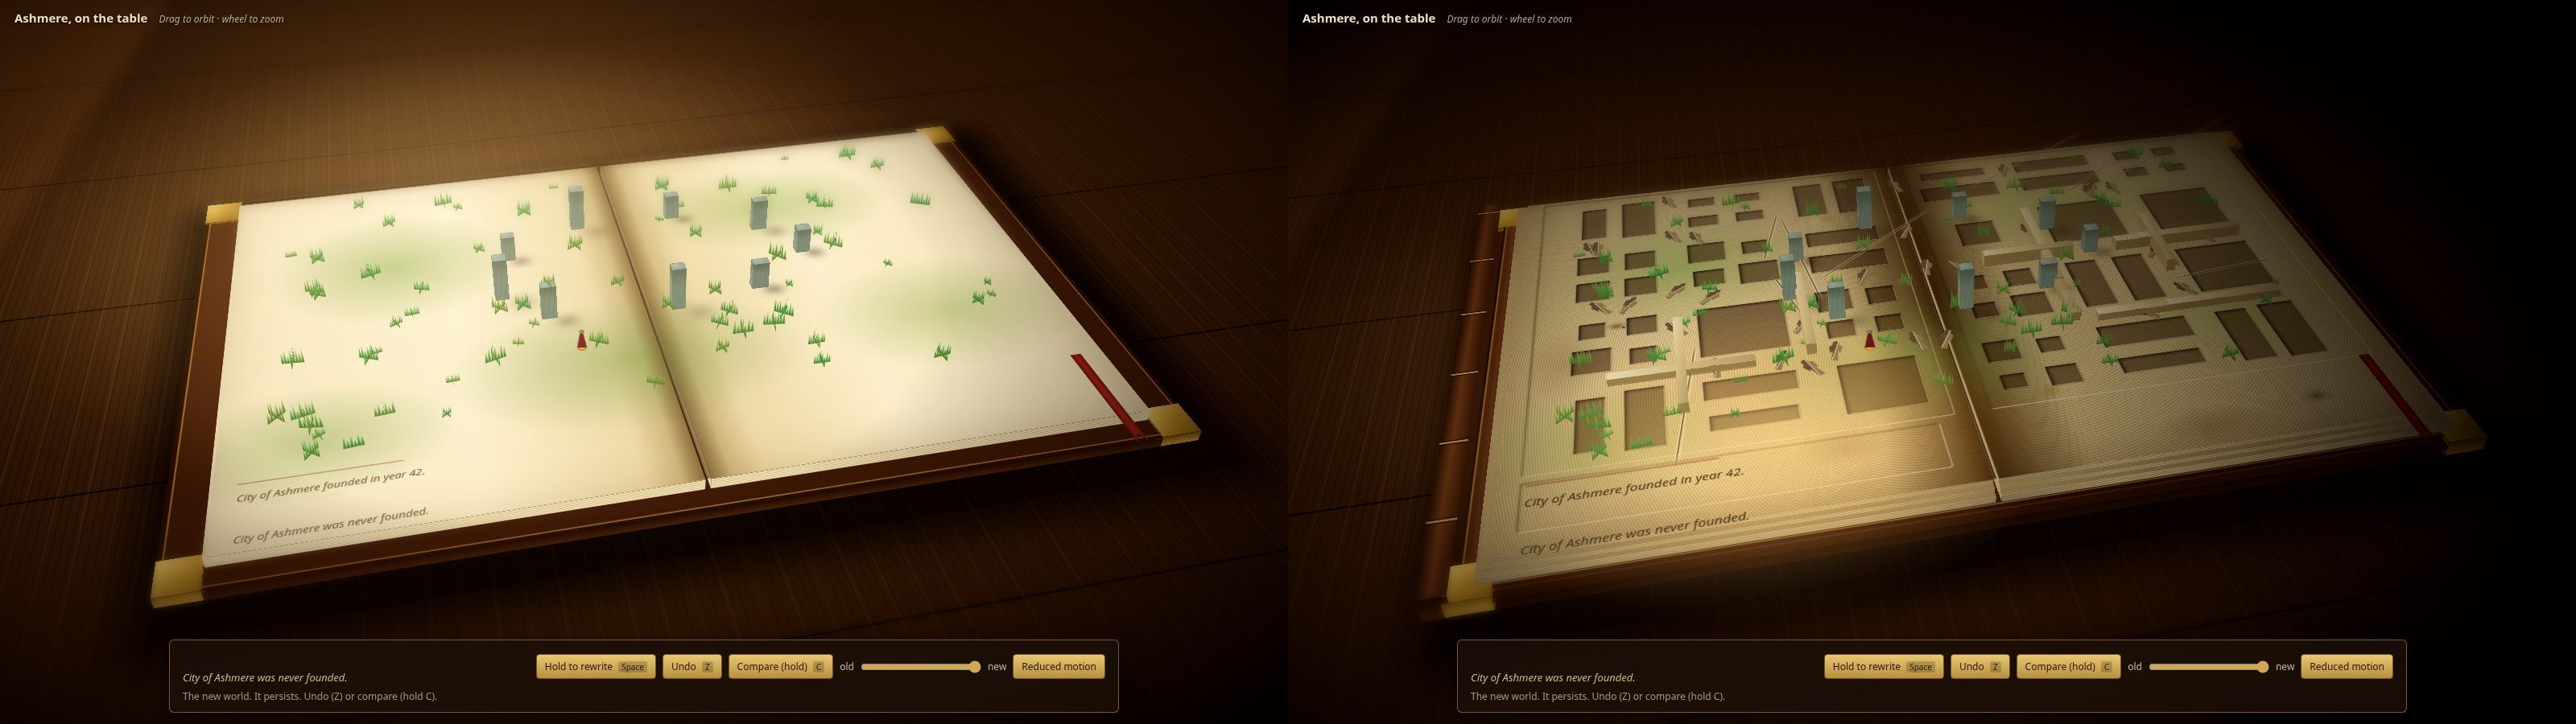 Ashmere, on the table Drag to orbit · wheel to zoom
City of Ashmere founded in year 42.
City of Ashmere was never founded.
Hold to rewrite Space Undo Z Compare (hold) C old new Reduced motion
City of Ashmere was never founded.
The new world. It persists. Undo (Z) or compare (hold C).
Ashmere, on the table Drag to orbit · wheel to zoom
City of Ashmere founded in year 42.
City of Ashmere was never founded.
Hold to rewrite Space Undo Z Compare (hold) C old new Reduced motion
City of Ashmere was never founded.
The new world. It persists. Undo (Z) or compare (hold C).